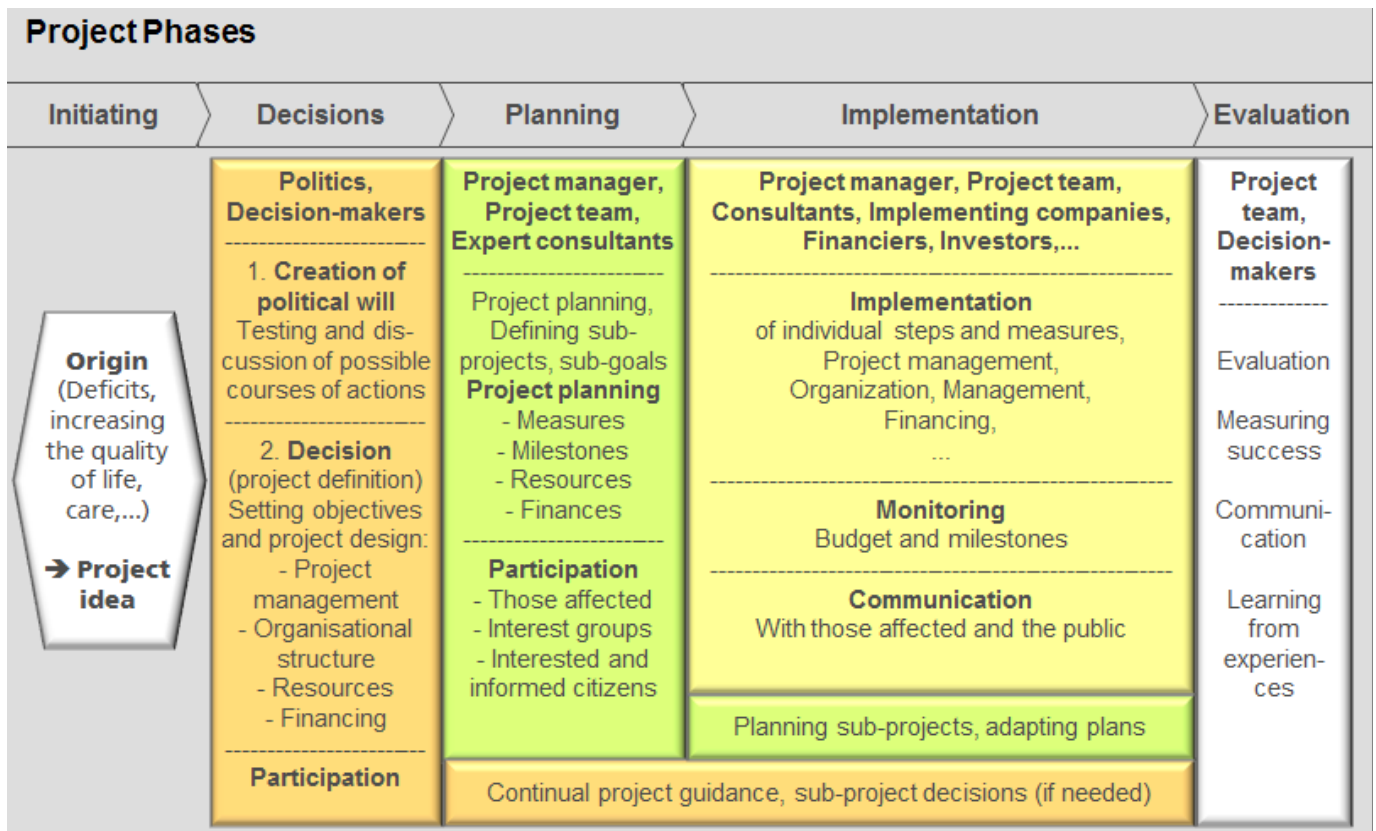 Project Phases
Initiating
Decisions
Planning
Implementation
Evaluation
Origin
(Deficits,
increasing
the quality
of life,
care,...)
➔ Project
idea
Politics,
Decision-makers
1. Creation of
political will
Testing and dis-
cussion of possible
courses of actions
2. Decision
(project definition)
Setting objectives
and project design:
- Project
management
- Organisational
structure
- Resources
- Financing
Participation
Project manager,
Project team,
Expert consultants
Project planning,
Defining sub-
projects, sub-goals
Project planning
- Measures
- Milestones
- Resources
- Finances
Participation
- Those affected
- Interest groups
- Interested and
informed citizens
Project manager, Project team,
Consultants, Implementing companies,
Financiers, Investors,...
Implementation
of individual steps and measures,
Project management,
Organization, Management,
Financing,
...
Monitoring
Budget and milestones
Communication
With those affected and the public
Planning sub-projects, adapting plans
Continual project guidance, sub-project decisions (if needed)
Project
team,
Decision-
makers
Evaluation
Measuring
success
Communi-
cation
Learning
from
experien-
ces